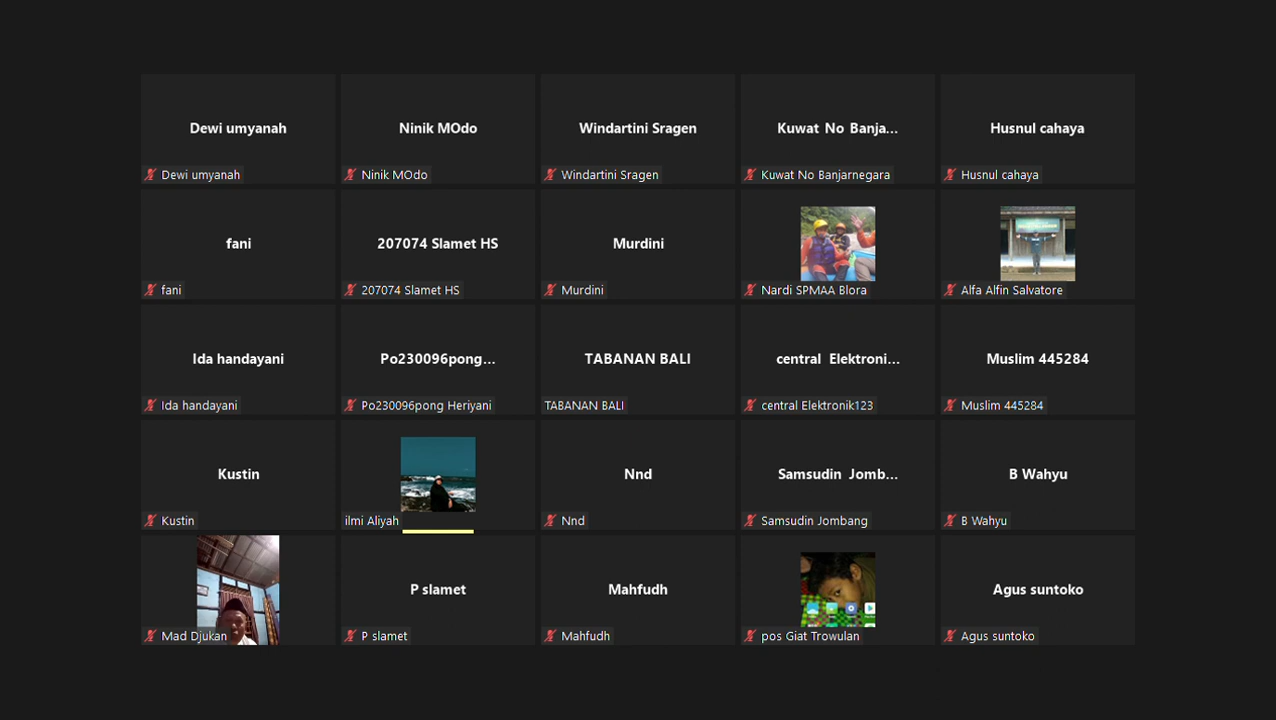 Dewi umyanah
Dewi umyanah
Ninik MOdo
Ninik MOdo
Windartini Sragen
Windartini Sragen
Kuwat No Banja...
Kuwat No Banjarnegara
Husnul cahaya
Husnul cahaya
fani
fani
207074 Slamet HS
207074 Slamet HS
Murdini
Murdini
Nardi SPMAA Blora
Alfa Alfin Salvatore
Ida handayani
Ida handayani
Po230096pong...
Po230096pong Heriyani
TABANAN BALI
TABANAN BALI
central Elektroni...
central Elektronik123
Muslim 445284
Muslim 445284
Kustin
Kustin
ilmi Aliyah
Nnd
Nnd
Samsudin Jomb...
Samsudin Jombang
B Wahyu
B Wahyu
Mad Djukan
P slamet
P slamet
Mahfudh
Mahfudh
pos Giat Trowulan
Agus suntoko
Agus suntoko